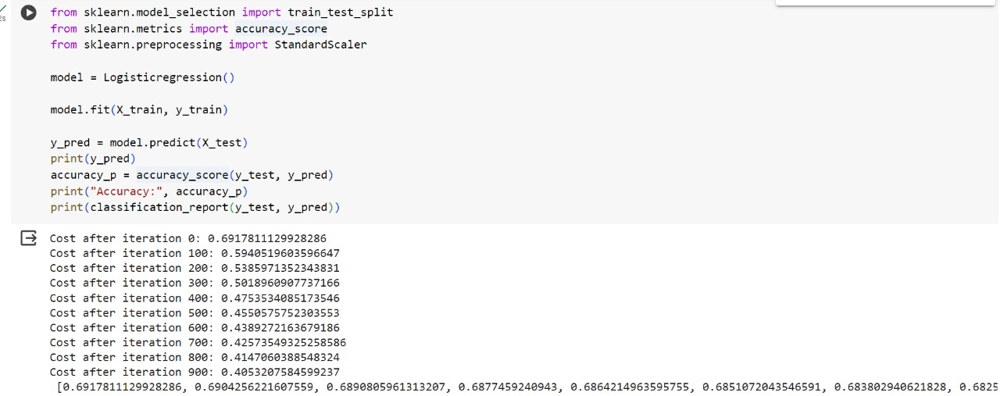 2s
from sklearn.model_selection import train_test_split
from sklearn.metrics import accuracy_score
from sklearn.preprocessing import StandardScaler
model = Logisticregression()
model.fit(X_train, y_train)
y_pred = model.predict(X_test)
print(y_pred)
accuracy_p = accuracy_score(y_test, y_pred)
print("Accuracy:", accuracy_p)
print(classification_report(y_test, y_pred))
Cost after iteration 0: 0.6917811129928286
Cost after iteration 100: 0.5940519603596647
Cost after iteration 200: 0.5385971352343831
Cost after iteration 300: 0.5018960907737166
Cost after iteration 400: 0.4753534085173546
Cost after iteration 500: 0.4550575752303553
Cost after iteration 600: 0.4389272163679186
Cost after iteration 700: 0.42573549325258586
Cost after iteration 800: 0.4147060388548324
Cost after iteration 900: 0.4053207584599237
[0.6917811129928286, 0.6904256221607559, 0.6890805961313207, 0.6877459240943, 0.6864214963595755, 0.6851072043546591, 0.683802940621828, 0.6825